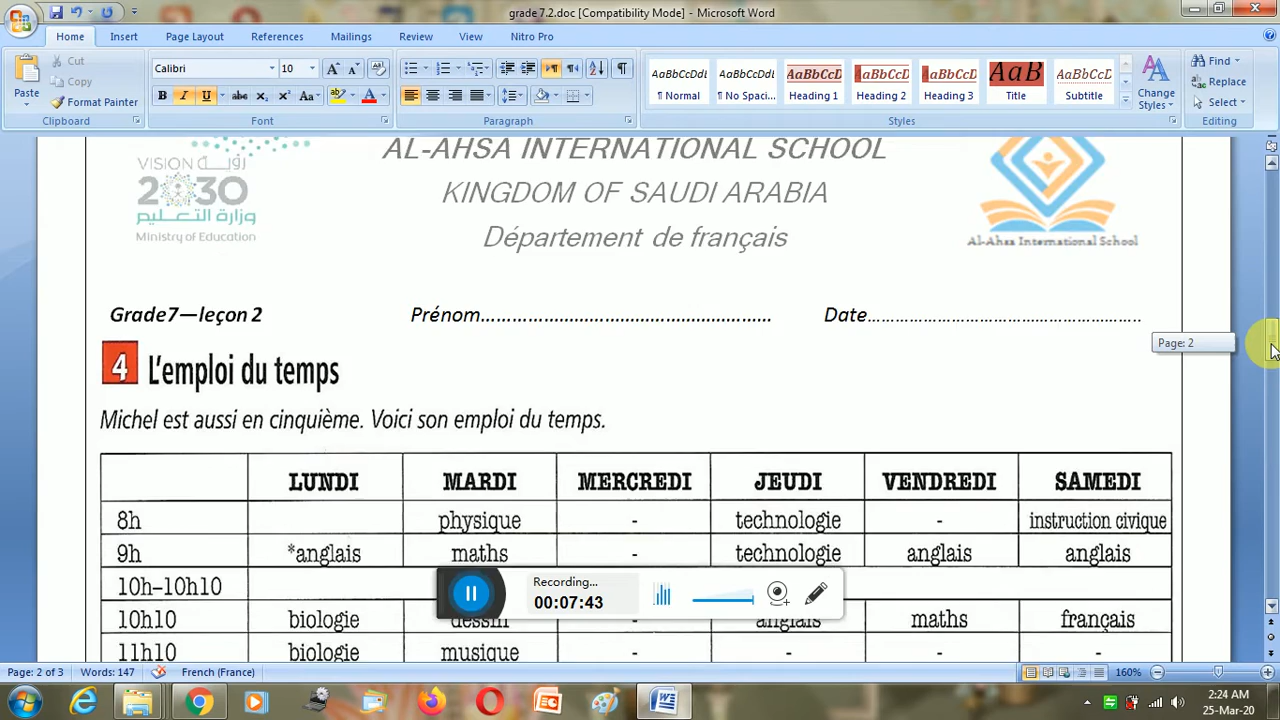 grade 7.2.doc [Compatibility Mode] - Microsoft Word
Home Insert Page Layout References Mailings Review View Nitro Pro
Paste
Cut
Copy
Format Painter
Clipboard
Calibri 10
Font
Paragraph
AaBbCcDdI AaBbCcDdI AaBbCcD AaBbCcD AaBbCcD AaB AaBbCcD
¶ Normal ¶ No Spaci... Heading 1 Heading 2 Heading 3 Title Subtitle
Change Styles
Styles
Find
Replace
Select
Editing
VISION رؤية
2030
وزارة التعليم
Ministry of Education
AL-AHSA INTERNATIONAL SCHOOL
KINGDOM OF SAUDI ARABIA
Département de français
Al-Ahsa International School
Grade7—leçon 2 Prénom........................................................ Date........................................................
Page: 2
4 L'emploi du temps
Michel est aussi en cinquième. Voici son emploi du temps.
LUNDI MARDI MERCREDI JEUDI VENDREDI SAMEDI
8h physique - technologie - instruction civique
9h *anglais maths - technologie anglais anglais
10h–10h10
10h10 biologie dessin anglais maths français
11h10 biologie musique - - - -
Recording...
00:07:43
Page: 2 of 3 Words: 147 French (France) 160%
2:24 AM
25-Mar-20